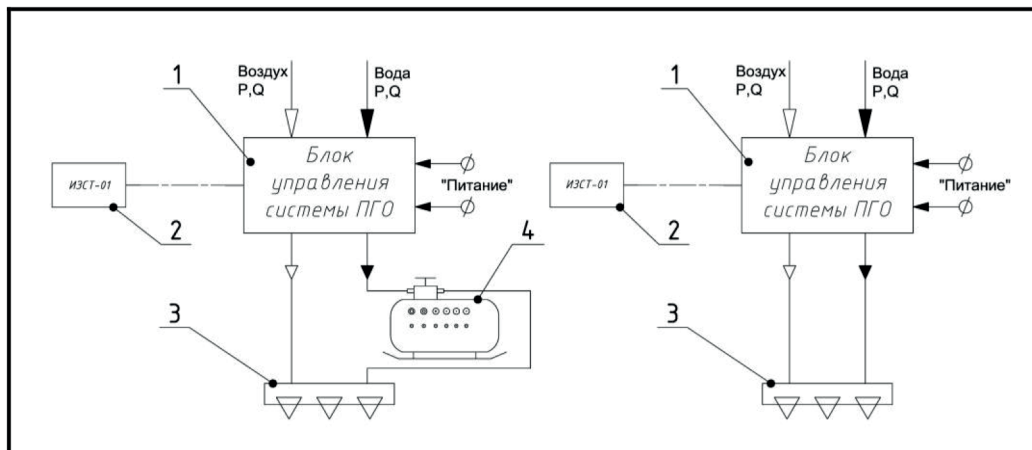 1
Воздух
P,Q
Вода
P,Q
Блок
управления
системы ПГО
"Питание"
ИЗСТ-01
2
4
3
1
Воздух
P,Q
Вода
P,Q
Блок
управления
системы ПГО
"Питание"
ИЗСТ-01
2
3